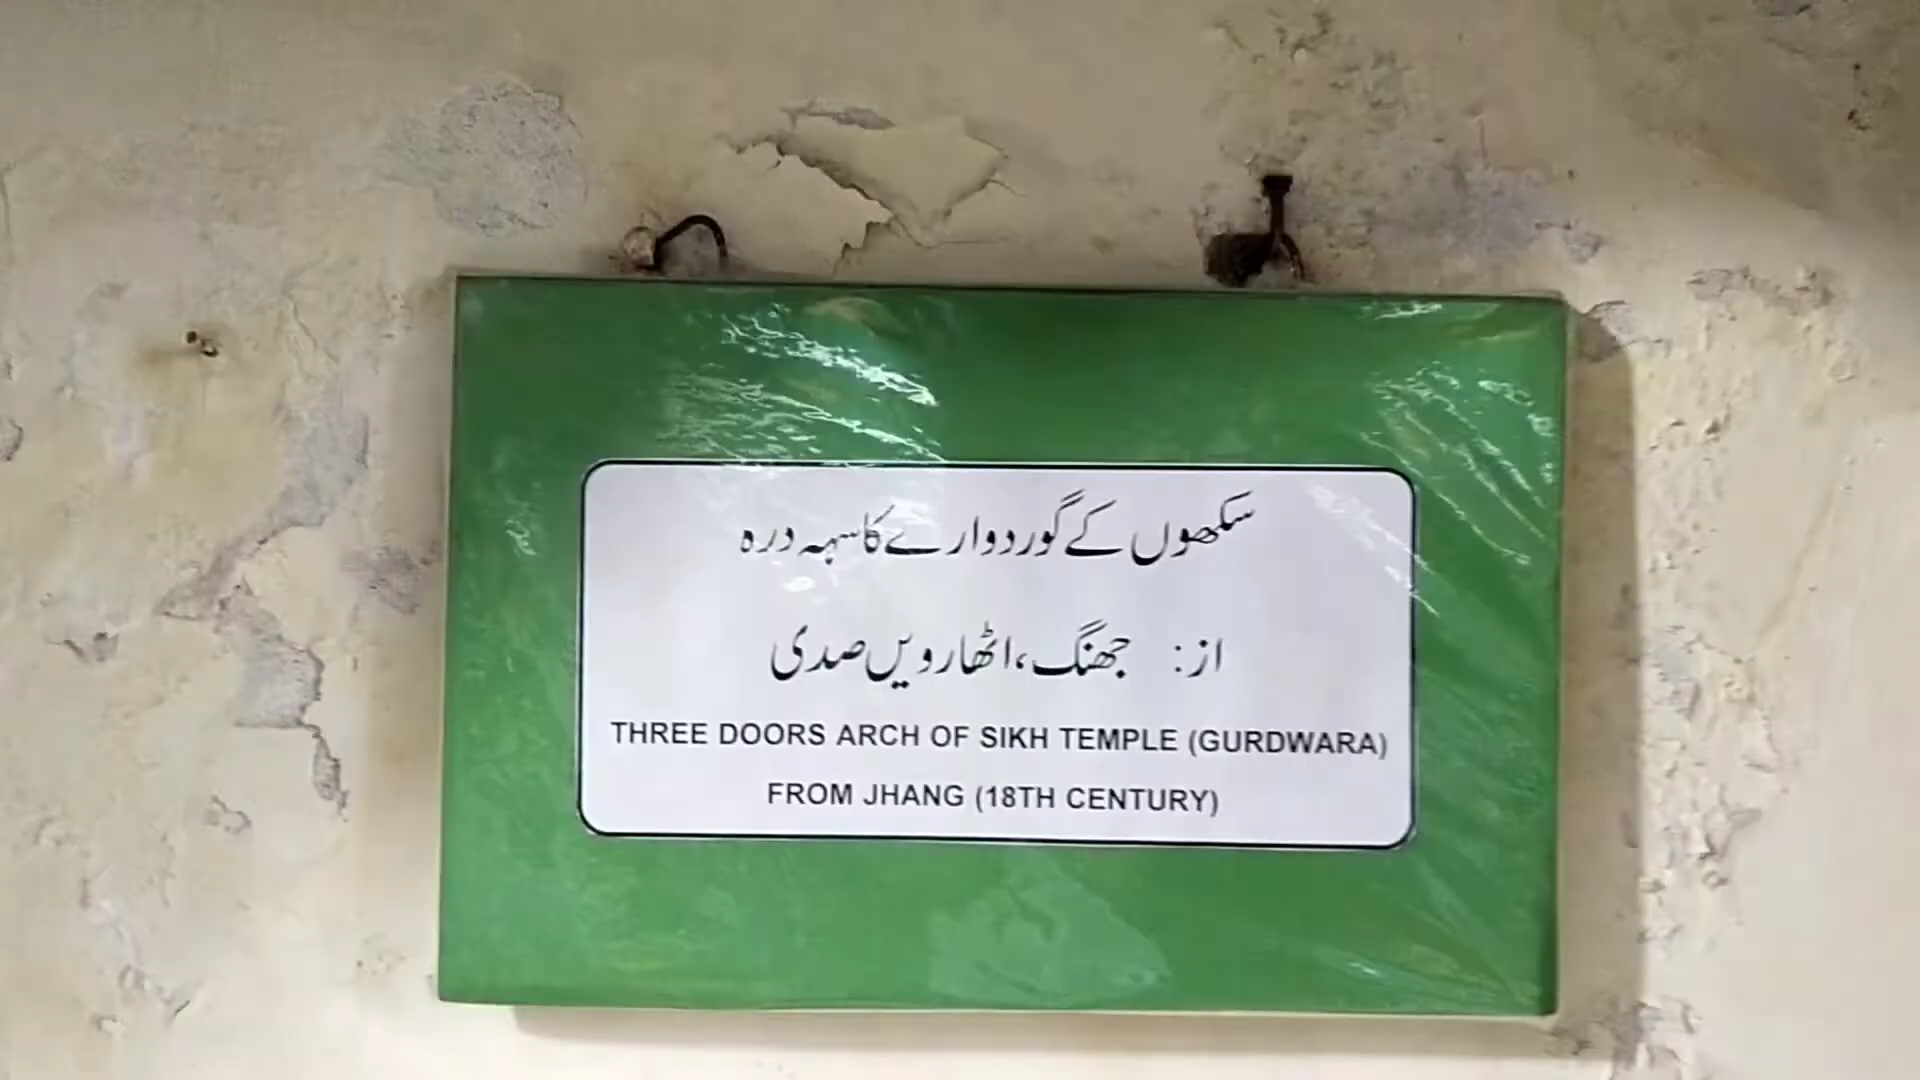 سکھوں کے گوردوارے کا سہہ درہ
از: جھنگ، اٹھارویں صدی
THREE DOORS ARCH OF SIKH TEMPLE (GURDWARA)
FROM JHANG (18TH CENTURY)